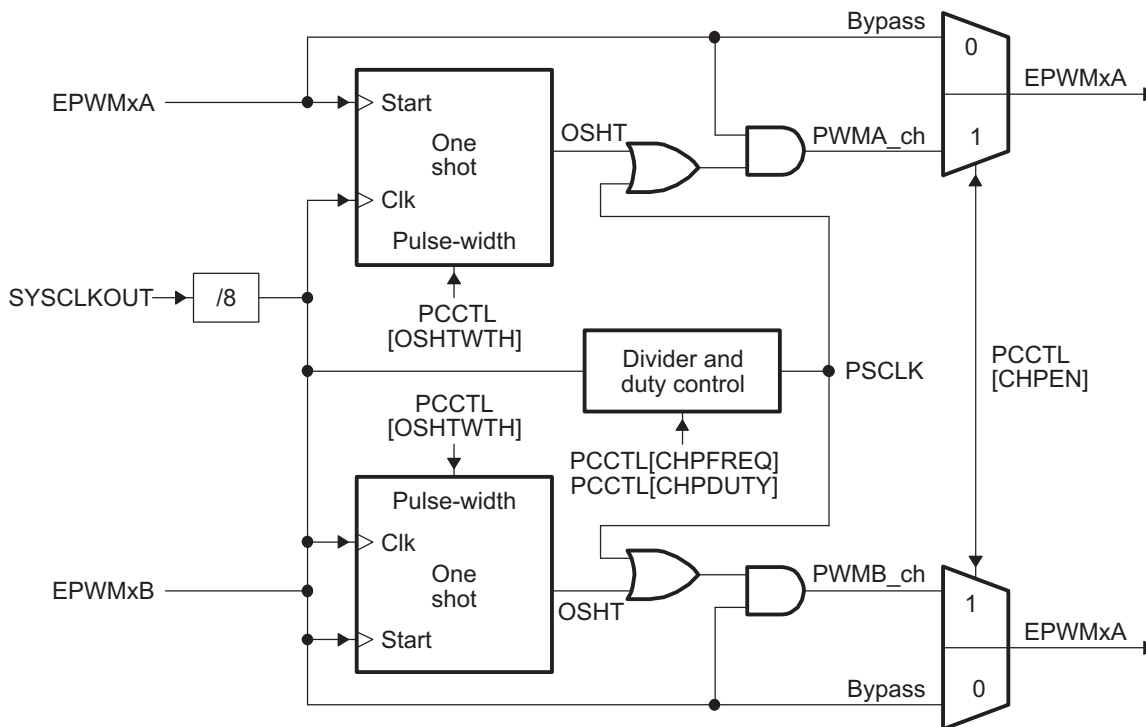 Bypass
0
EPWMxA
EPWMxA
Start
OSHT
One
shot
PWMA_ch
1
Clk
Pulse-width
SYSCLKOUT
/8
PCCTL
[OSHTWTH]
Divider and
duty control
PSCLK
PCCTL
[CHPEN]
PCCTL
[OSHTWTH]
PCCTL[CHPFREQ]
PCCTL[CHPDUTY]
Pulse-width
Clk
EPWMxB
One
shot
OSHT
PWMB_ch
1
EPWMxA
Start
Bypass
0